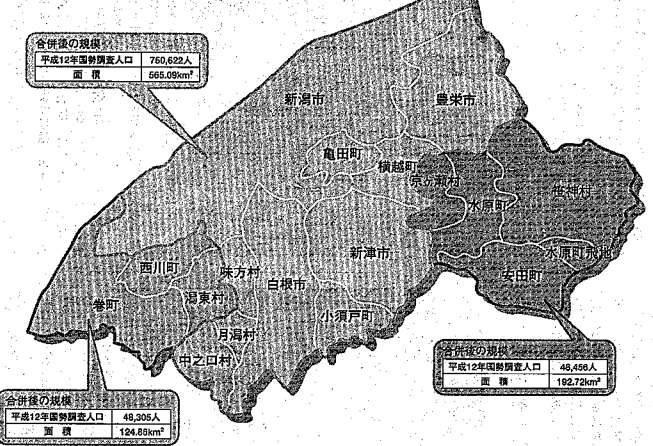 合併後の規模
平成12年国勢調査人口 750,622人
面 積 565.09km²
新潟市
豊栄市
亀田町
横越町
京ヶ瀬村
笹神村
水原町
新津市
水原町飛地
西川町
味方村
白根市
安田町
潟東村
巻町
小須戸町
月潟村
中之口村
合併後の規模
平成12年国勢調査人口 48,456人
面 積 192.72km²
合併後の規模
平成12年国勢調査人口 48,305人
面 積 124.85km²